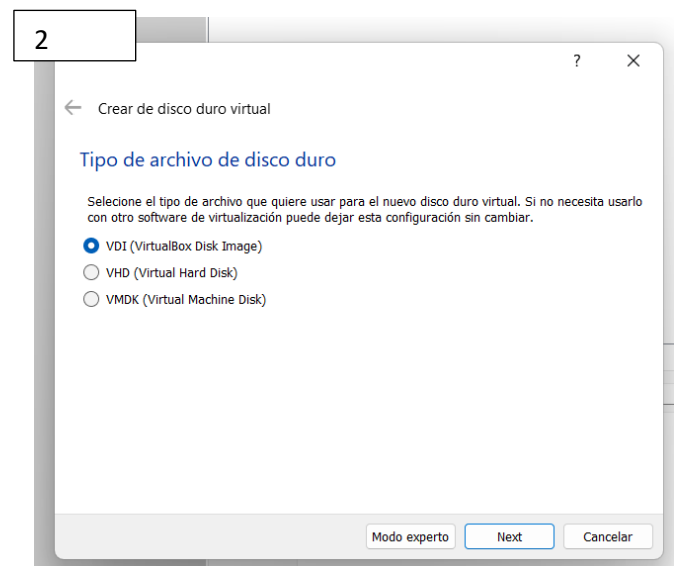 2
?
Crear de disco duro virtual
Tipo de archivo de disco duro
Selecione el tipo de archivo que quiere usar para el nuevo disco duro virtual. Si no necesita usarlo
con otro software de virtualización puede dejar esta configuración sin cambiar.
VDI (VirtualBox Disk Image)
VHD (Virtual Hard Disk)
VMDK (Virtual Machine Disk)
Modo experto Next Cancelar